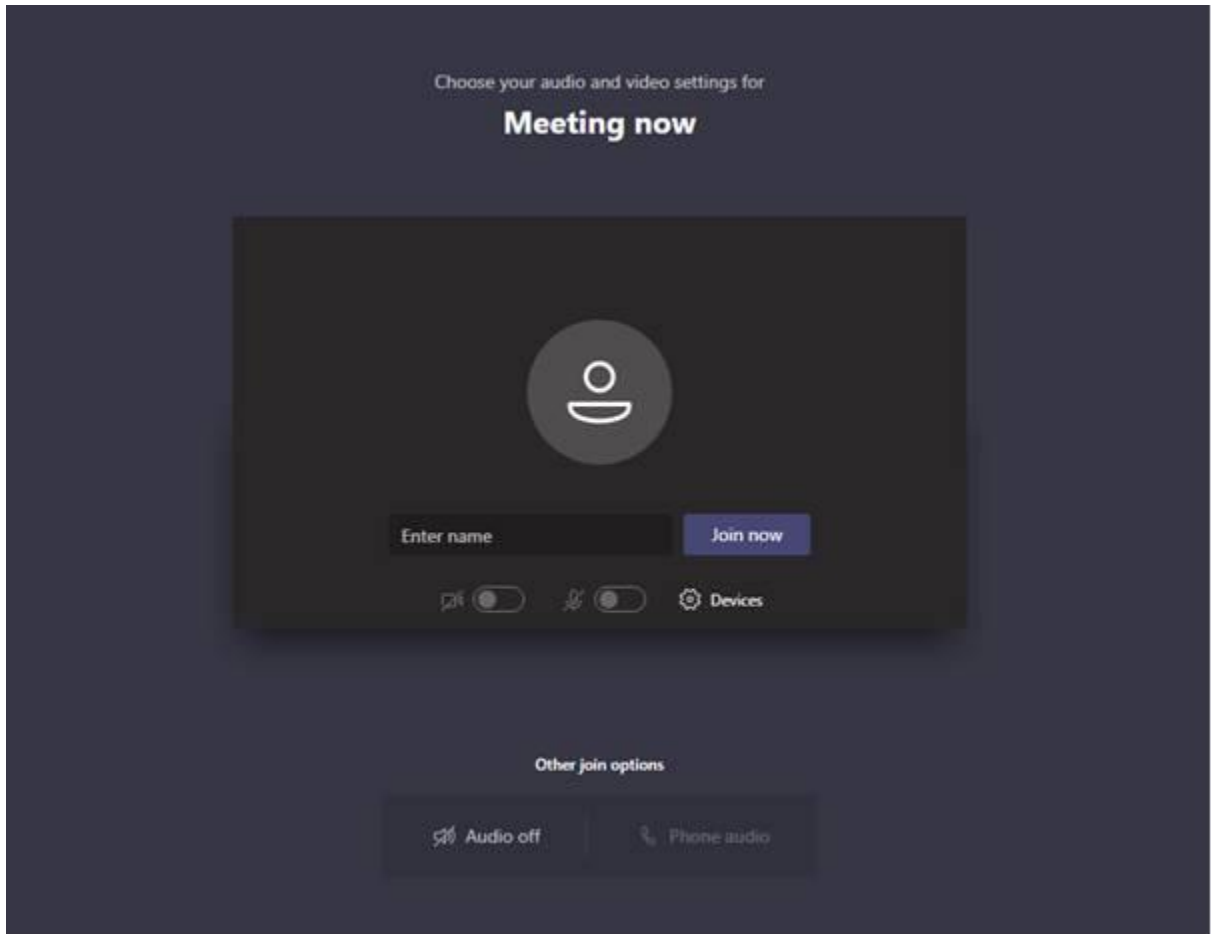 Choose your audio and video settings for
Meeting now
Enter name
Join now
Devices
Other join options
Audio off
Phone audio